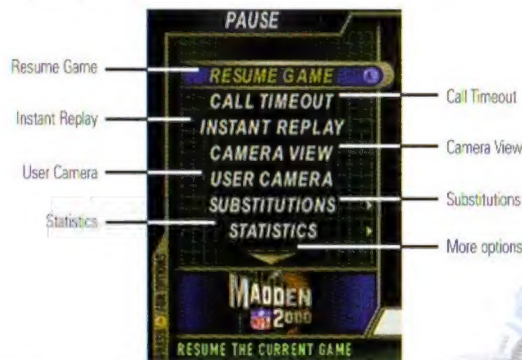 PAUSE
Resume Game
RESUME GAME
CALL TIMEOUT
Call Timeout
Instant Replay
INSTANT REPLAY
CAMERA VIEW
Camera View
User Camera
USER CAMERA
SUBSTITUTIONS
Substitutions
Statistics
STATISTICS
More options
MADDEN
NFL 2000
RESUME THE CURRENT GAME